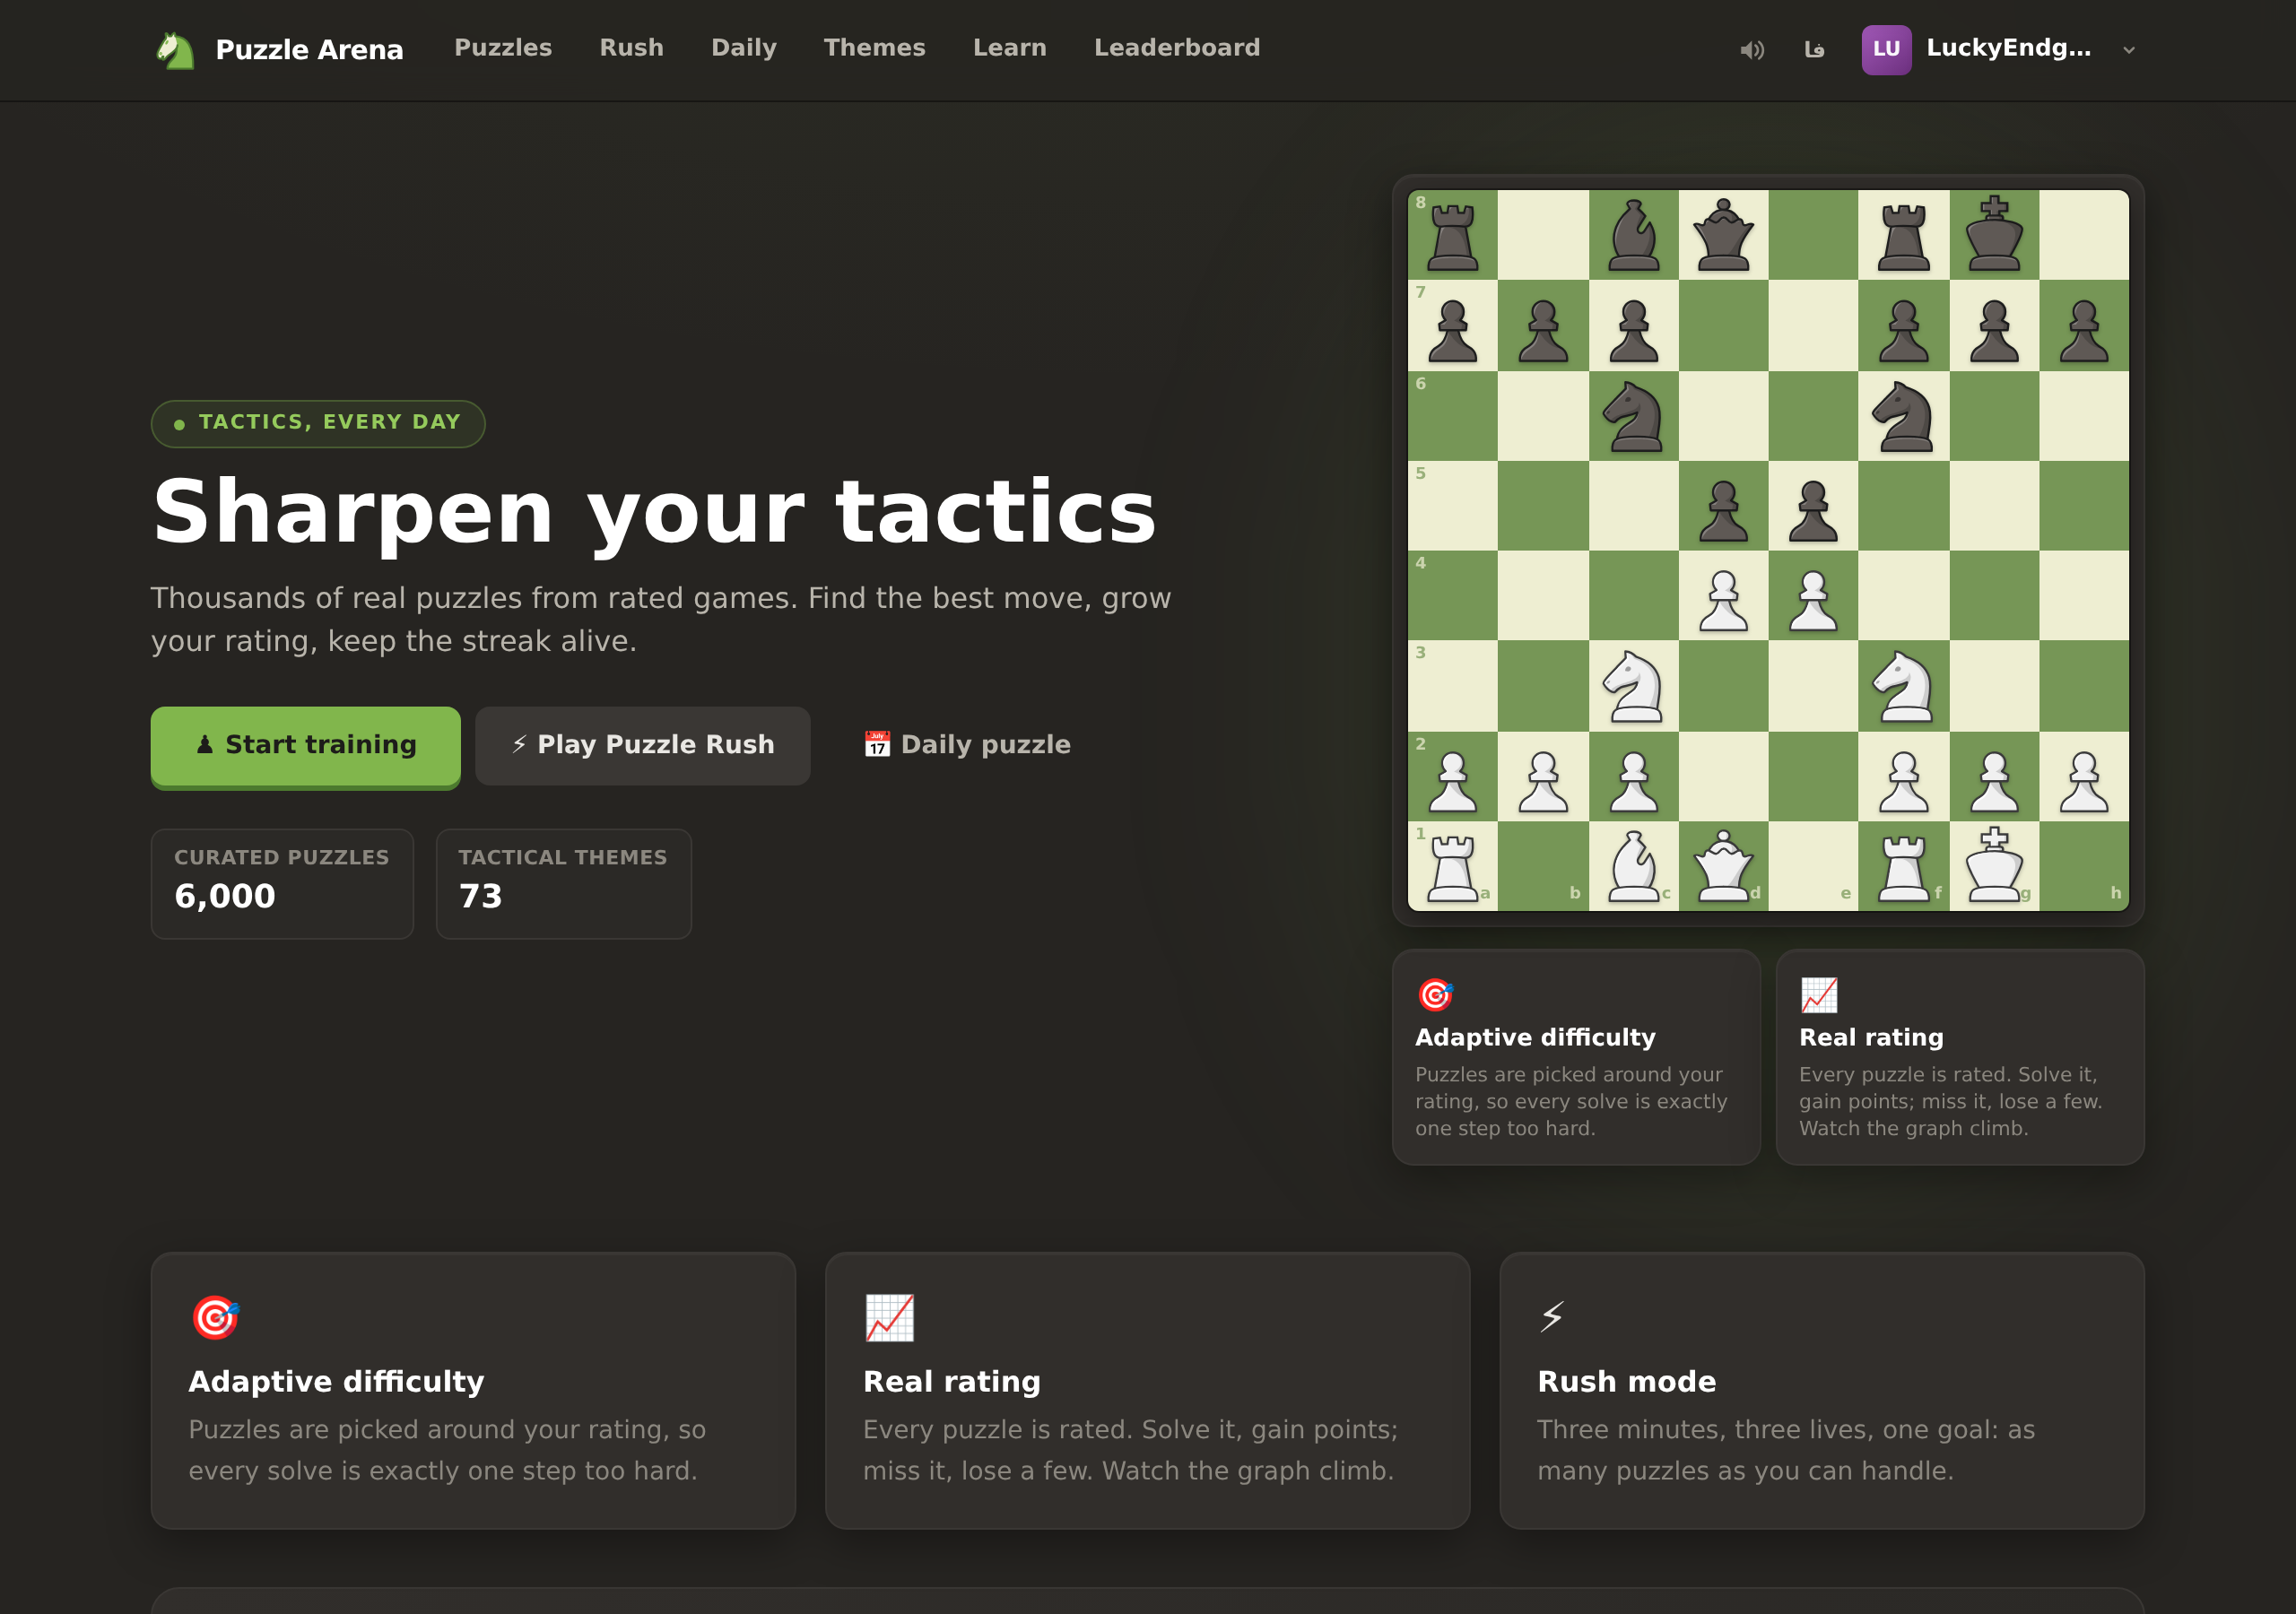 Puzzle Arena
Puzzles
Rush
Daily
Themes
Learn
Leaderboard
فا
LU
LuckyEndg...
TACTICS, EVERY DAY
Sharpen your tactics
Thousands of real puzzles from rated games. Find the best move, grow
your rating, keep the streak alive.
Start training
Play Puzzle Rush
July
17
Daily puzzle
CURATED PUZZLES
6,000
TACTICAL THEMES
73
8
7
6
5
4
3
2
1
a
b
c
d
e
f
g
h
Adaptive difficulty
Puzzles are picked around your
rating, so every solve is exactly
one step too hard.
Real rating
Every puzzle is rated. Solve it,
gain points; miss it, lose a few.
Watch the graph climb.
Adaptive difficulty
Puzzles are picked around your rating, so
every solve is exactly one step too hard.
Real rating
Every puzzle is rated. Solve it, gain points;
miss it, lose a few. Watch the graph climb.
Rush mode
Three minutes, three lives, one goal: as
many puzzles as you can handle.